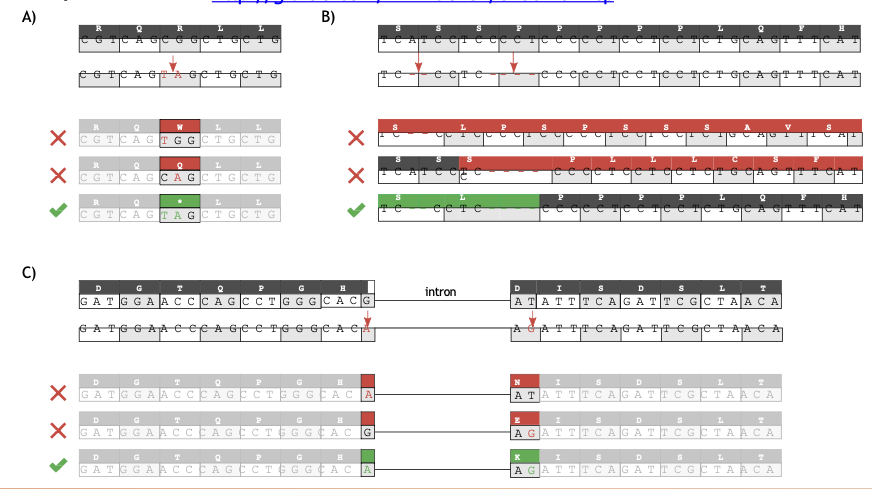 A)
R Q R L L
C G T C A G C G G C T G C T G
C G T C A G T A G C T G C T G
R Q W L L
C G T C A G T G G C T G C T G
R Q Q L L
C G T C A G C A G C T G C T G
R Q * L L
C G T C A G T A G C T G C T G
B)
S S S P P P P L Q F H
T C - - C C T C - - - - C C C C C T C C T C C T C T G C A G T T T C A T
S L P S P S S S A V S
S S S P L L L C S F
S L P P P L Q F H
T C - - C C T C - - - - C C C C C T C C T C C T C T G C A G T T T C A T
C)
D G T Q P G H D I S D S L T
G A T G G A A C C C A G C C T G G G C A C G intron A T A T T T C A G A T T C G C T A A C A
G A T G G A A C C C A G C C T G G G C A C A A G A T T T C A G A T T C G C T A A C A
D G T Q P G H N I S D S L T
G A T G G A A C C C A G C C T G G G C A C A A T A T T T C A G A T T C G C T A A C A
D G T Q P G H E I S D S L T
G A T G G A A C C C A G C C T G G G C A C G A G A T T T C A G A T T C G C T A A C A
D G T Q P G H K I S D S L T
G A T G G A A C C C A G C C T G G G C A C A A G A T T T C A G A T T C G C T A A C A